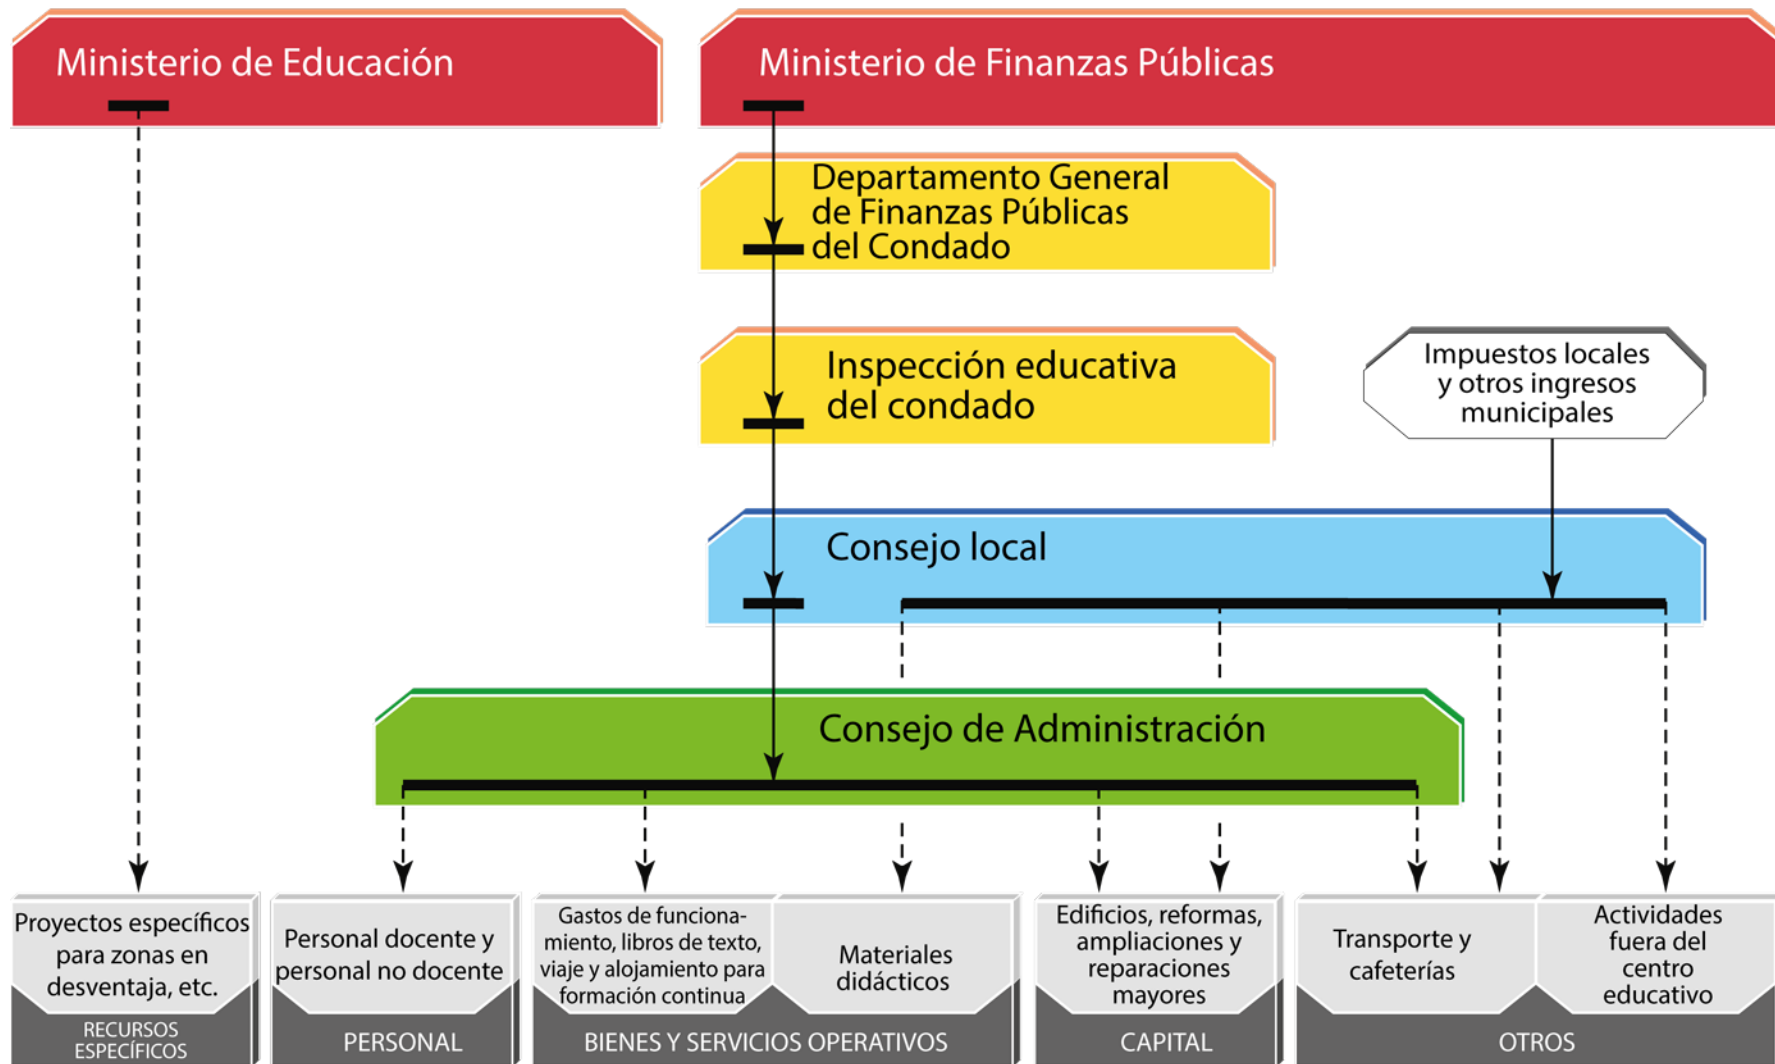 Ministerio de Educación
Ministerio de Finanzas Públicas
Departamento General
de Finanzas Públicas
del Condado
Inspección educativa
del condado
Impuestos locales
y otros ingresos
municipales
Consejo local
Consejo de Administración
Proyectos específicos
para zonas en
desventaja, etc.
RECURSOS
ESPECÍFICOS
Personal docente y
personal no docente
PERSONAL
Gastos de funciona-
miento, libros de texto,
viaje y alojamiento para
formación continua
Materiales
didácticos
BIENES Y SERVICIOS OPERATIVOS
Edificios, reformas,
ampliaciones y
reparaciones
mayores
CAPITAL
Transporte y
cafeterías
Actividades
fuera del
centro
educativo
OTROS